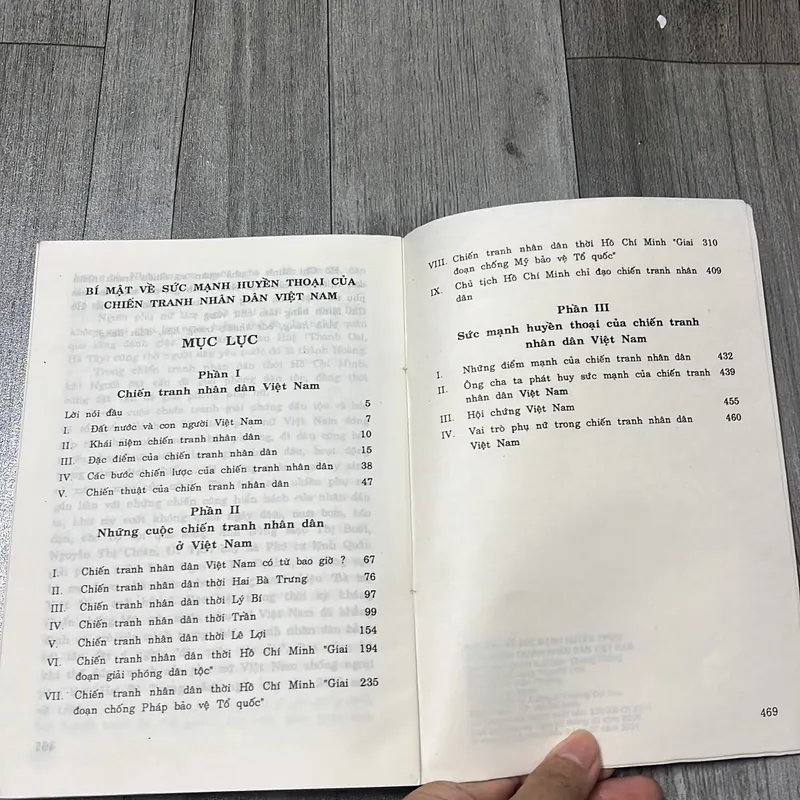 BÍ MẬT VỀ SỨC MẠNH HUYỀN THOẠI CỦA
CHIẾN TRANH NHÂN DÂN VIỆT NAM
MỤC LỤC
Phần I
Chiến tranh nhân dân Việt Nam
Lời nói đầu 5
I. Đất nước và con người Việt Nam 7
II. Khái niệm chiến tranh nhân dân 10
III. Đặc điểm của chiến tranh nhân dân 15
IV. Các bước chiến lược của chiến tranh nhân dân 38
V. Chiến thuật của chiến tranh nhân dân 47
Phần II
Những cuộc chiến tranh nhân dân
ở Việt Nam
I. Chiến tranh nhân dân Việt Nam có từ bao giờ ? 67
II. Chiến tranh nhân dân thời Hai Bà Trưng 76
III. Chiến tranh nhân dân thời Lý Bí 97
IV. Chiến tranh nhân dân thời Trần 99
V. Chiến tranh nhân dân thời Lê Lợi 154
VI. Chiến tranh nhân dân thời Hồ Chí Minh "Giai 194
đoạn giải phóng dân tộc"
VII. Chiến tranh nhân dân thời Hồ Chí Minh "Giai 235
đoạn chống Pháp bảo vệ Tổ quốc"
VIII. Chiến tranh nhân dân thời Hồ Chí Minh "Giai 310
đoạn chống Mỹ bảo vệ Tổ quốc"
IX. Chủ tịch Hồ Chí Minh chỉ đạo chiến tranh nhân 409
dân
Phần III
Sức mạnh huyền thoại của chiến tranh
nhân dân Việt Nam
I. Những điểm mạnh của chiến tranh nhân dân 432
II. Ông cha ta phát huy sức mạnh của chiến tranh 439
nhân dân Việt Nam
III. Hội chứng Việt Nam 455
IV. Vai trò phụ nữ trong chiến tranh nhân dân 460
Việt Nam
469